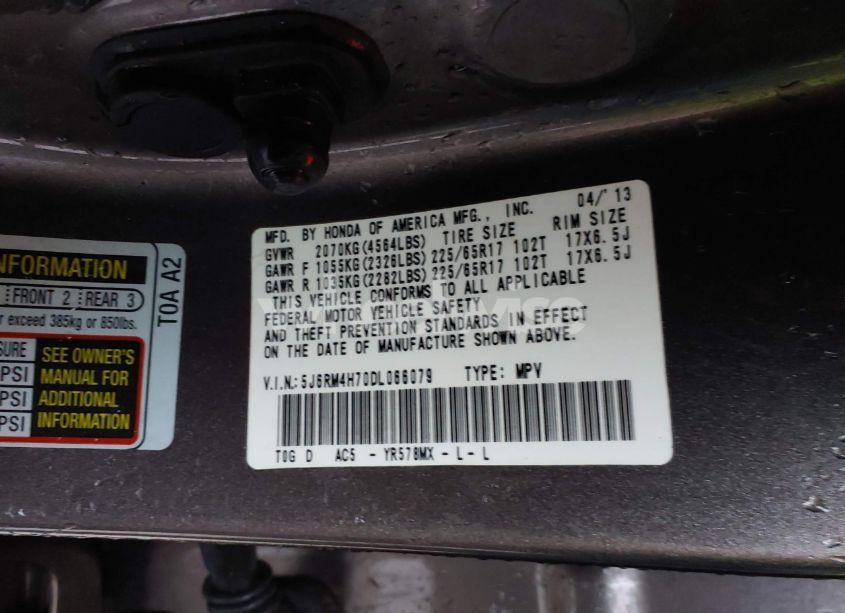 MFD. BY HONDA OF AMERICA MFG., INC. 04/'13
GVWR 2070KG(4564LBS) TIRE SIZE RIM SIZE
GAWR F 1055KG(2326LBS) 225/65R17 102T 17X6.5J
GAWR R 1035KG(2282LBS) 225/65R17 102T 17X6.5J
THIS VEHICLE CONFORMS TO ALL APPLICABLE
FEDERAL MOTOR VEHICLE SAFETY
AND THEFT PREVENTION STANDARDS IN EFFECT
ON THE DATE OF MANUFACTURE SHOWN ABOVE.
V.I.N.:5J6RM4H70DL066079 TYPE: MPV
T0G D AC5 - YR578MX - L - L
INFORMATION
FRONT 2 REAR 3
exceed 385kg or 850lbs.
T0A A2
PSI
PSI
PSI
SEE OWNER'S
MANUAL FOR
ADDITIONAL
INFORMATION